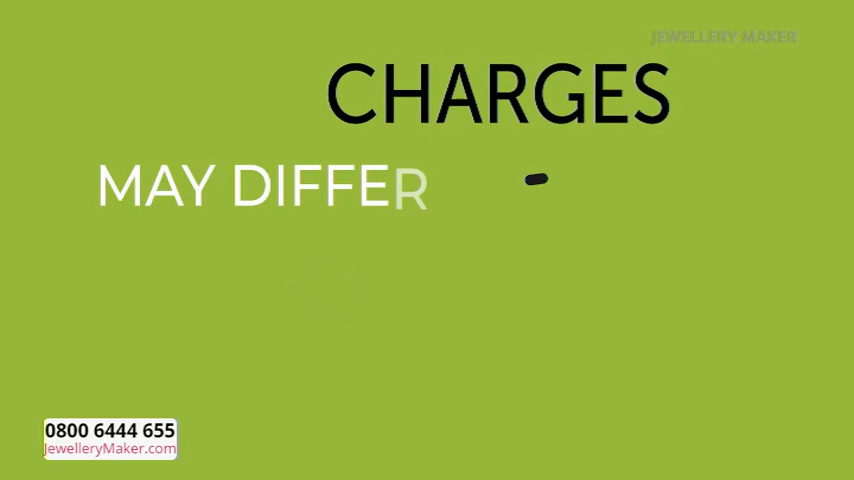 JEWELLERY MAKER
CHARGES
MAY DIFFER
0800 6444 655
JewelleryMaker.com